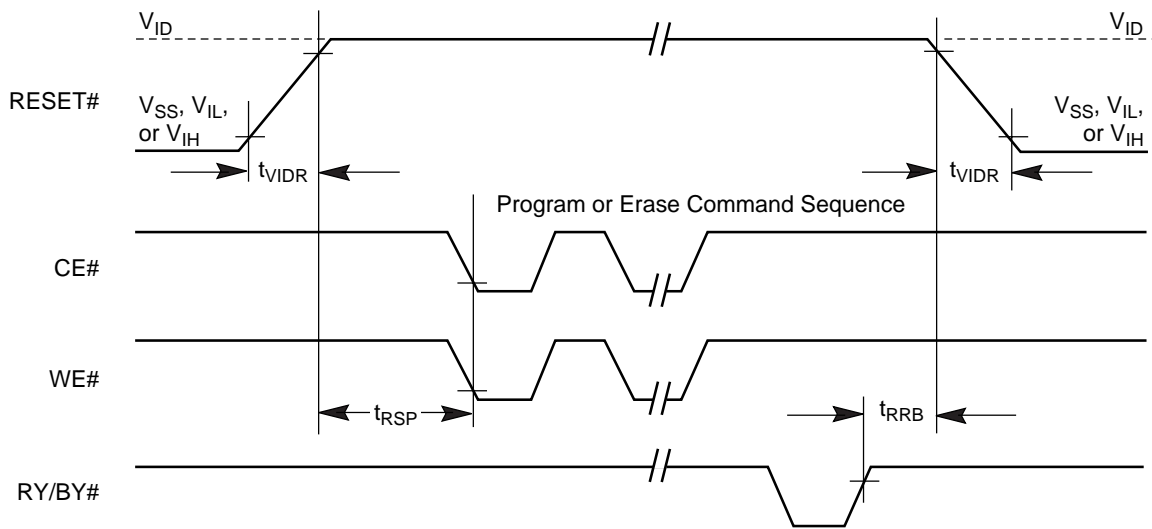 V_ID
V_ID
RESET#
V_SS, V_IL,
or V_IH
V_SS, V_IL,
or V_IH
t_VIDR
t_VIDR
Program or Erase Command Sequence
CE#
WE#
t_RSP
t_RRB
RY/BY#